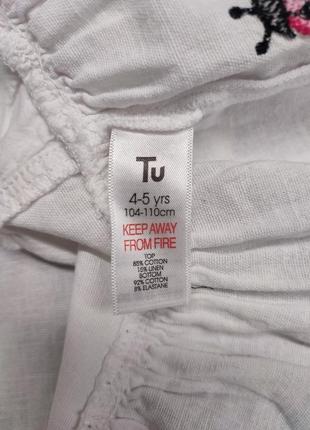 Tu
4-5 yrs
104-110cm
KEEP AWAY
FROM FIRE
TOP
85% COTTON
15% LINEN
BOTTOM
92% COTTON
8% ELASTANE